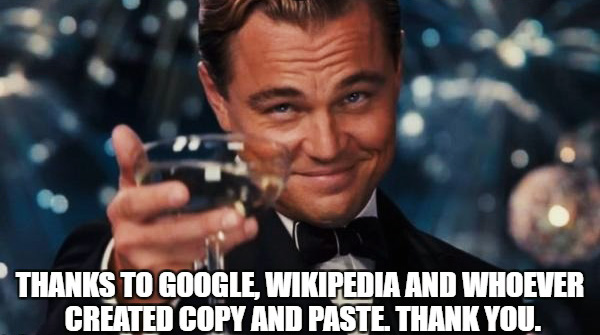 THANKS TO GOOGLE, WIKIPEDIA AND WHOEVER
CREATED COPY AND PASTE. THANK YOU.